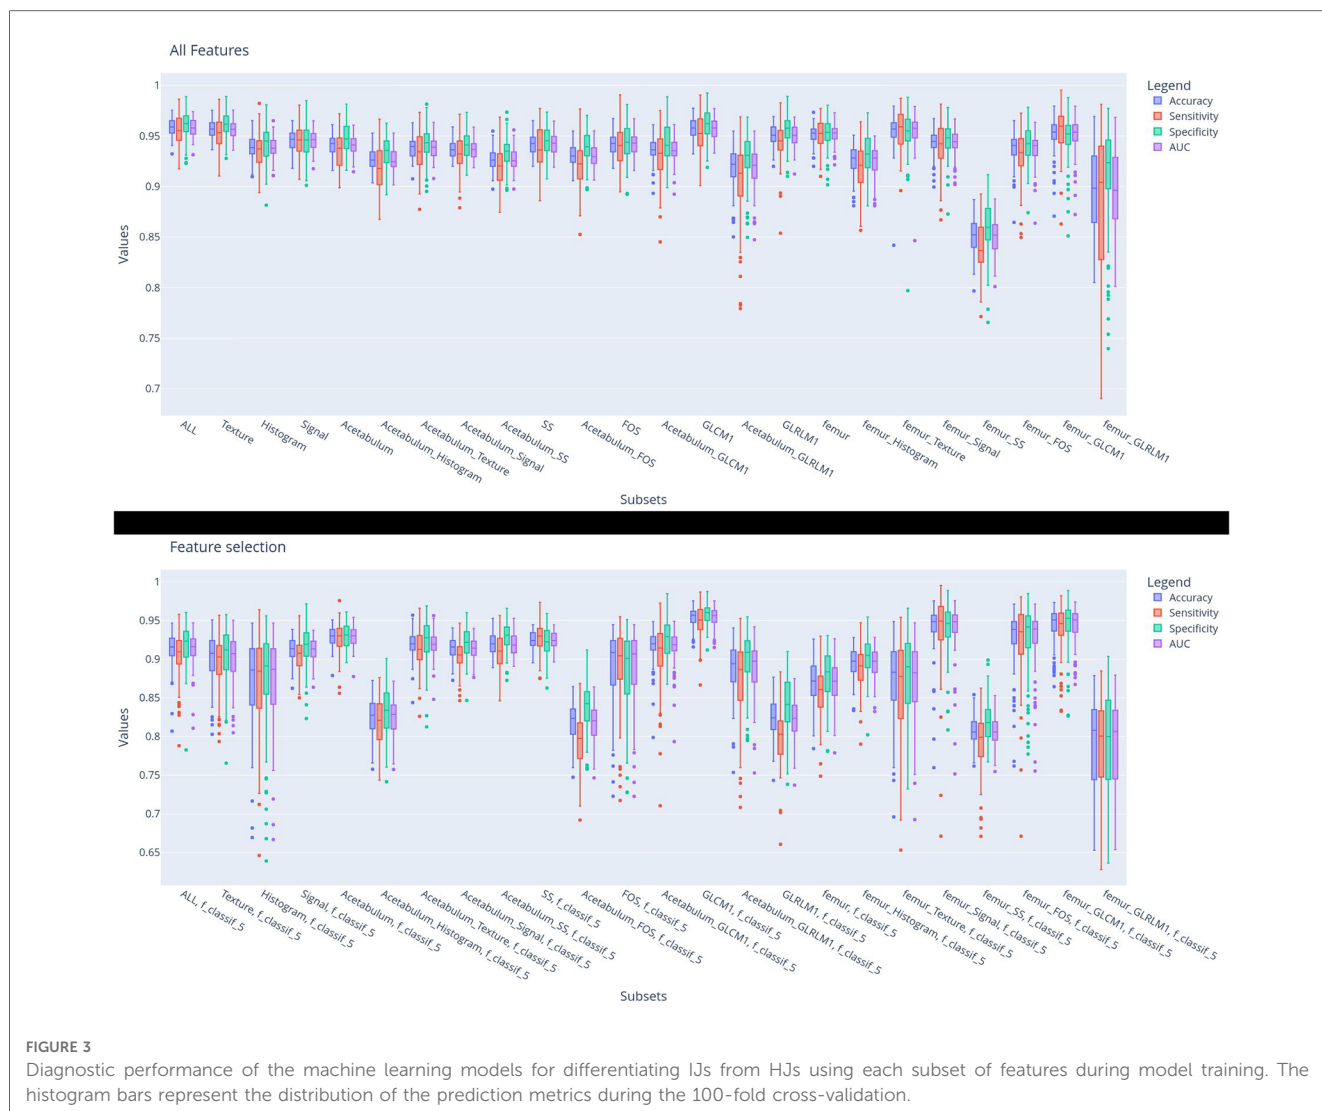 All Features
Legend
Accuracy
Sensitivity
Specificity
AUC
Values
1
0.95
0.9
0.85
0.8
0.75
0.7
ALL
Texture
Histogram
Signal
Acetabulum
Acetabulum_Histogram
Acetabulum_Texture
Acetabulum_Signal
Acetabulum_SS
SS
Acetabulum_FOS
FOS
Acetabulum_GLCM1
GLCM1
Acetabulum_GLRLM1
GLRLM1
femur
femur_Histogram
femur_Texture
femur_Signal
femur_SS
femur_FOS
femur_GLCM1
femur_GLRLM1
Subsets
Feature selection
Legend
Accuracy
Sensitivity
Specificity
AUC
Values
1
0.95
0.9
0.85
0.8
0.75
0.7
0.65
ALL, f_classif_5
Texture, f_classif_5
Histogram, f_classif_5
Signal, f_classif_5
Acetabulum, f_classif_5
Acetabulum_Histogram, f_classif_5
Acetabulum_Texture, f_classif_5
Acetabulum_Signal, f_classif_5
Acetabulum_SS, f_classif_5
SS, f_classif_5
Acetabulum_FOS, f_classif_5
FOS, f_classif_5
Acetabulum_GLCM1, f_classif_5
GLCM1, f_classif_5
Acetabulum_GLRLM1, f_classif_5
GLRLM1, f_classif_5
femur, f_classif_5
femur_Histogram, f_classif_5
femur_Texture, f_classif_5
femur_Signal, f_classif_5
femur_SS, f_classif_5
femur_FOS, f_classif_5
femur_GLCM1, f_classif_5
femur_GLRLM1, f_classif_5
Subsets
FIGURE 3
Diagnostic performance of the machine learning models for differentiating IJs from HJs using each subset of features during model training. The
histogram bars represent the distribution of the prediction metrics during the 100-fold cross-validation.